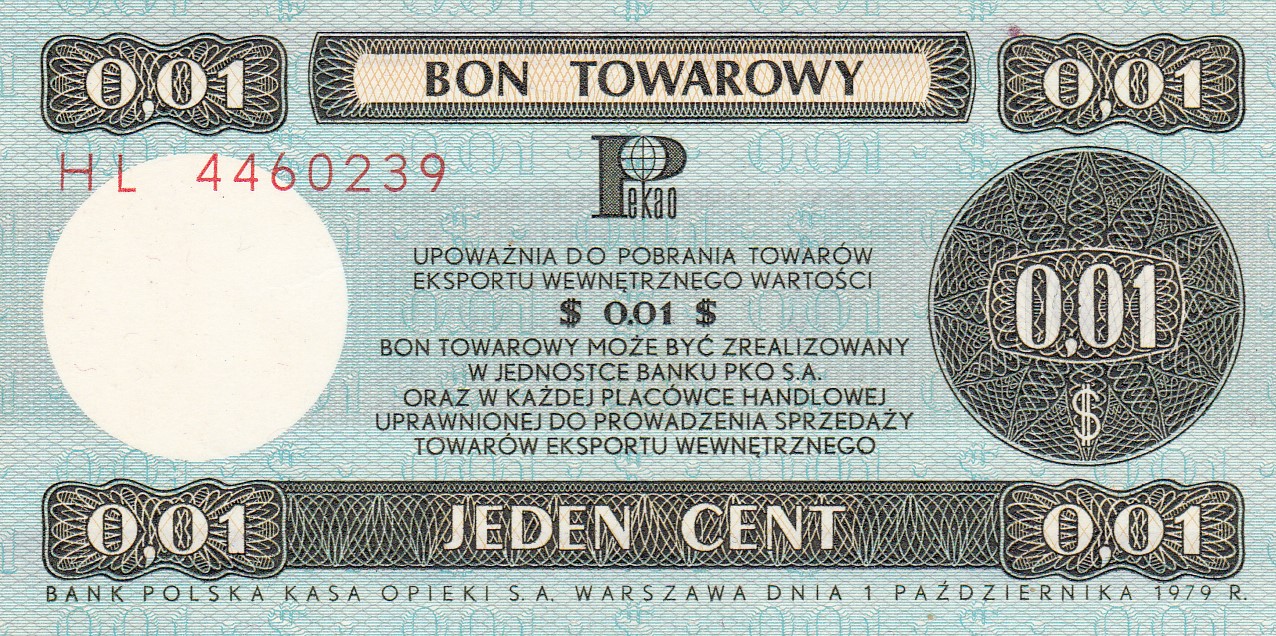 0,01 BON TOWAROWY 0,01
HL 4460239
Pekao
UPOWAŻNIA DO POBRANIA TOWARÓW
EKSPORTU WEWNĘTRZNEGO WARTOŚCI
$ 0.01 $
BON TOWAROWY MOŻE BYĆ ZREALIZOWANY
W JEDNOSTCE BANKU PKO S.A.
ORAZ W KAŻDEJ PLACÓWCE HANDLOWEJ
UPRAWNIONEJ DO PROWADZENIA SPRZEDAŻY
TOWARÓW EKSPORTU WEWNĘTRZNEGO
0,01
$
0,01 JEDEN CENT 0,01
BANK POLSKA KASA OPIEKI S.A. WARSZAWA DNIA 1 PAŹDZIERNIKA 1979 R.